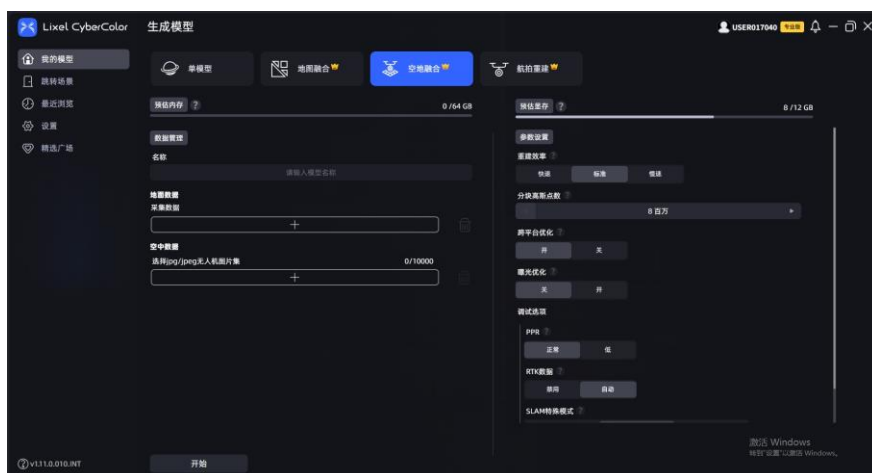 Lixel CyberColor
生成模型
USER017040 专业版
我的模型
跳转场景
最近浏览
设置
精选广场
单模型
地图融合
空地融合
航拍重建
预估内存 ?
0 /64 GB
数据管理
名称
请输入模型名称
地面数据
采集数据
+
空中数据
选择jpg/jpeg无人机图片集
0/10000
+
预估显存 ?
8 /12 GB
参数设置
重建效率 ?
快速 标准 慢速
分块高斯点数 ?
8 百万
跨平台优化 ?
开 关
曝光优化 ?
关 开
调试选项
PPR ?
正常 低
RTK数据 ?
禁用 自动
SLAM特殊模式 ?
激活 Windows
转到"设置"以激活 Windows。
v1.11.0.010.INT
开始